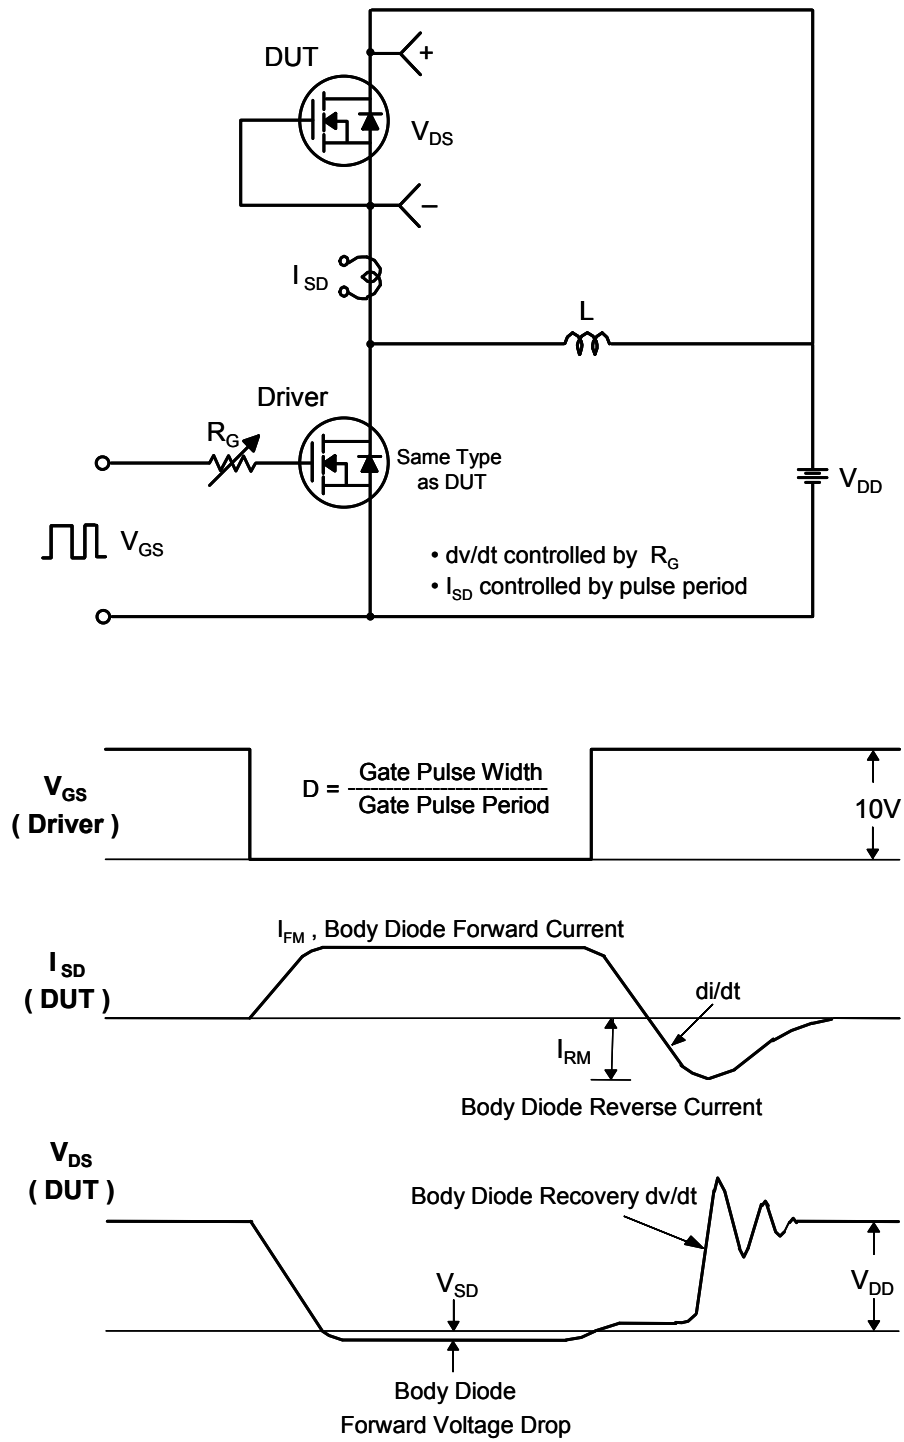 DUT
+
V_DS
–
I_SD
L
Driver
R_G
Same Type
as DUT
V_DD
V_GS
• dv/dt controlled by R_G
• I_SD controlled by pulse period
V_GS
( Driver )
D = Gate Pulse Width
Gate Pulse Period
10V
I_FM , Body Diode Forward Current
I_SD
( DUT )
di/dt
I_RM
Body Diode Reverse Current
V_DS
( DUT )
Body Diode Recovery dv/dt
V_SD
V_DD
Body Diode
Forward Voltage Drop